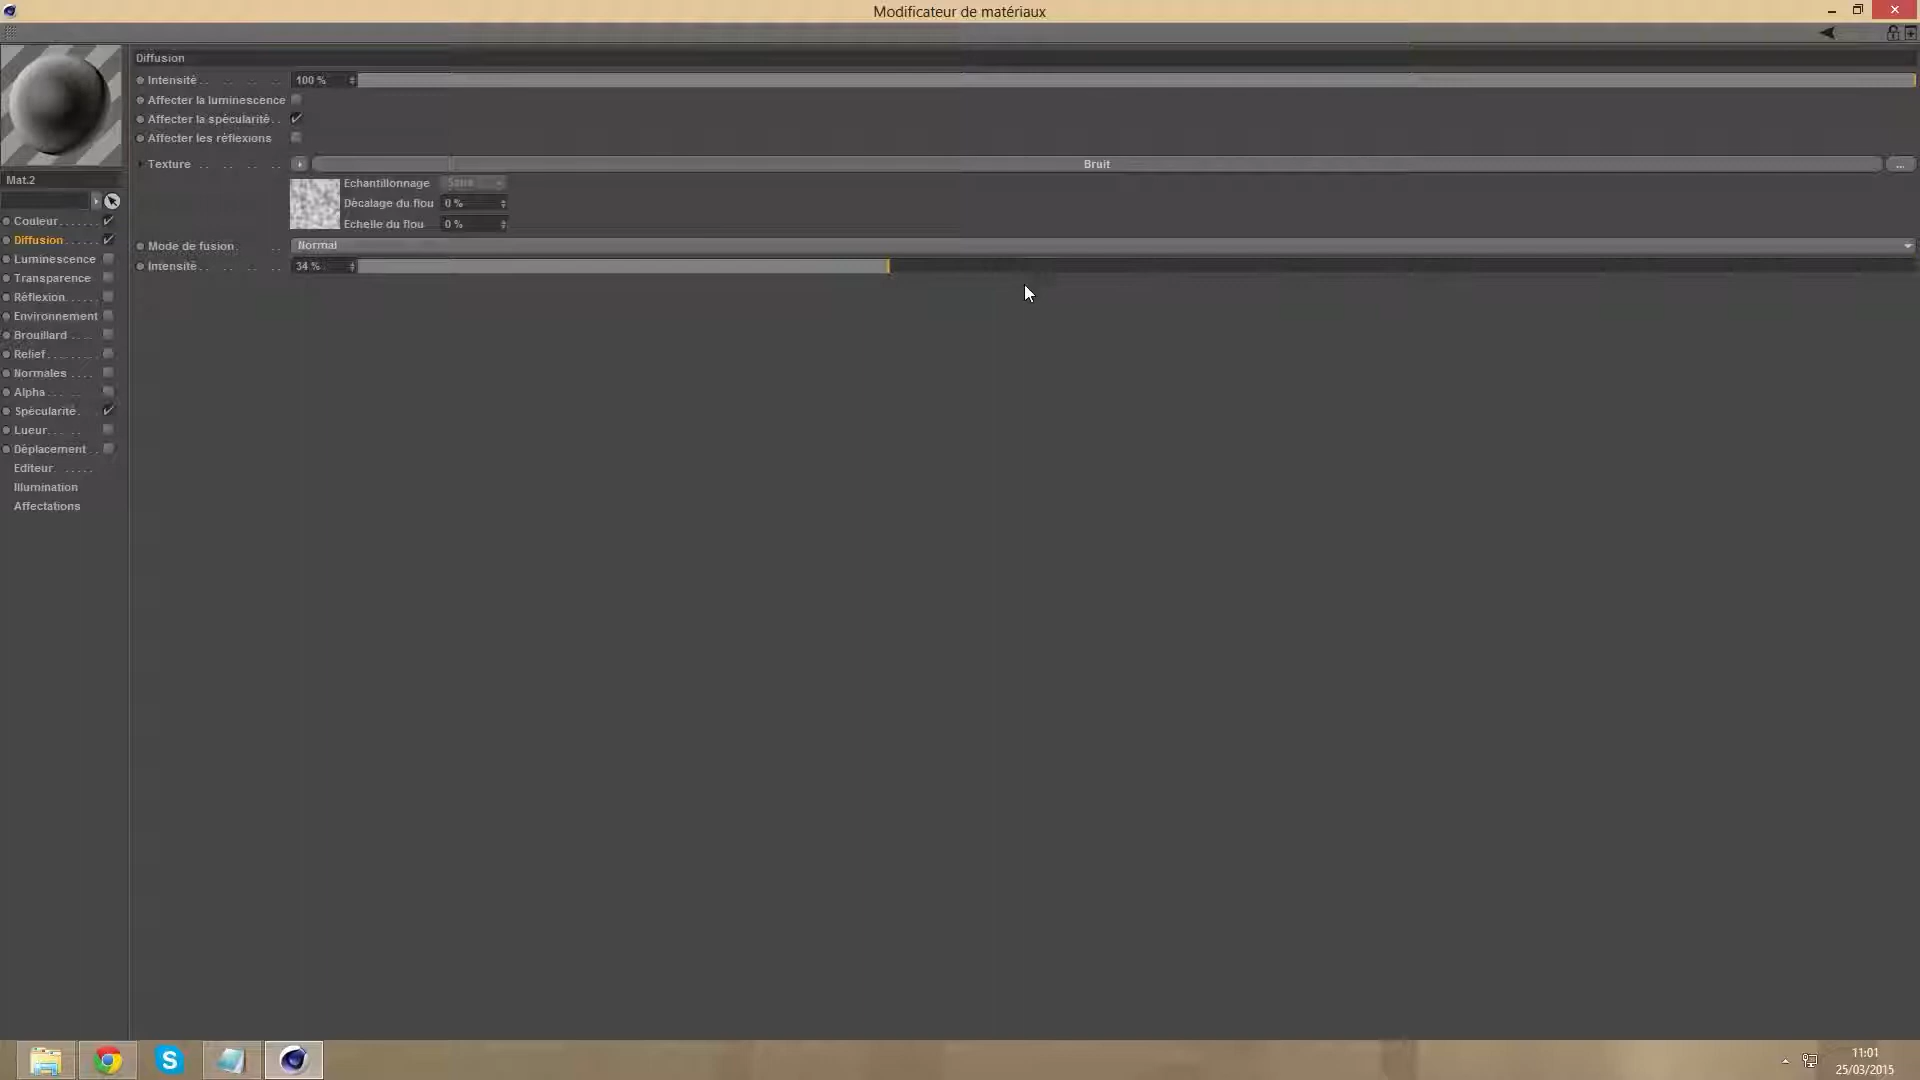 Modificateur de matériaux
Diffusion
Intensité 100 %
Affecter la luminescence
Affecter la spécularité
Affecter les réflexions
Texture Bruit ...
Echantillonnage
Décalage du flou 0 %
Echelle du flou 0 %
Mode de fusion Normal
Intensité 34 %
Mat.2
Couleur
Diffusion
Luminescence
Transparence
Réflexion
Environnement
Brouillard
Relief
Normales
Alpha
Spécularité
Lueur
Déplacement
Editeur
Illumination
Affectations
S
11:01
25/03/2015